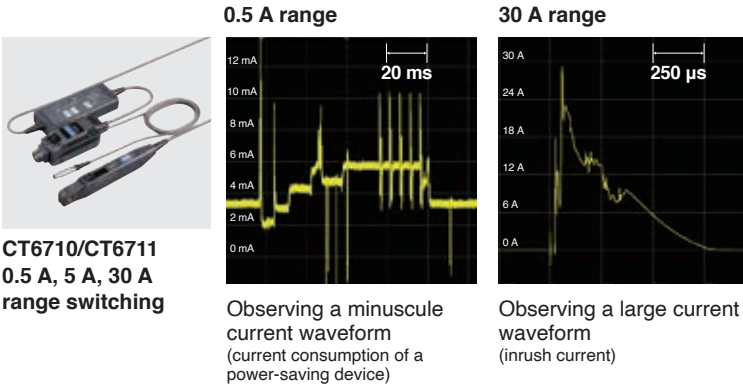 0.5 A range
30 A range
12 mA
10 mA
8 mA
6 mA
4 mA
2 mA
0 mA
20 ms
30 A
24 A
18 A
12 A
6 A
0 A
250 µs
CT6710/CT6711
0.5 A, 5 A, 30 A
range switching
Observing a minuscule
current waveform
(current consumption of a
power-saving device)
Observing a large current
waveform
(inrush current)